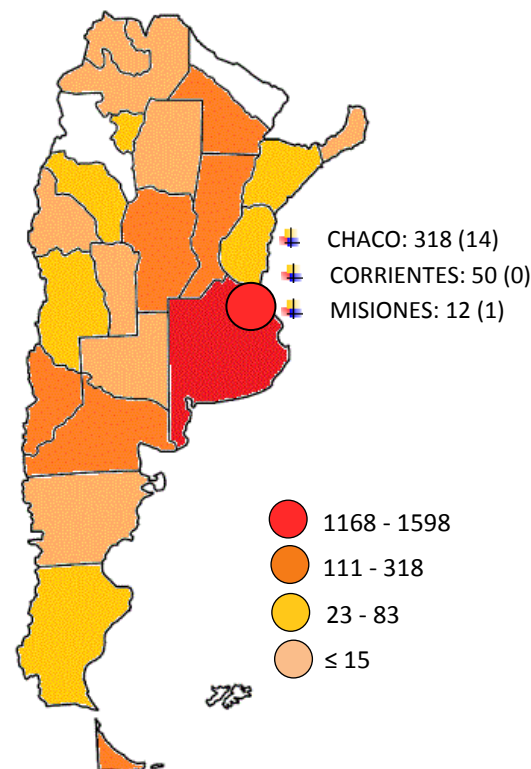 CHACO: 318 (14)
CORRIENTES: 50 (0)
MISIONES: 12 (1)
1168 - 1598
111 - 318
23 - 83
≤ 15